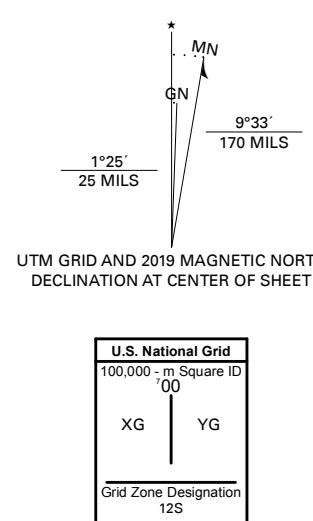 ★
MN
GN
9°33´
170 MILS
1°25´
25 MILS
UTM GRID AND 2019 MAGNETIC NORT
DECLINATION AT CENTER OF SHEET
U.S. National Grid
100,000 - m Square ID
⁷00
XG YG
Grid Zone Designation
12S